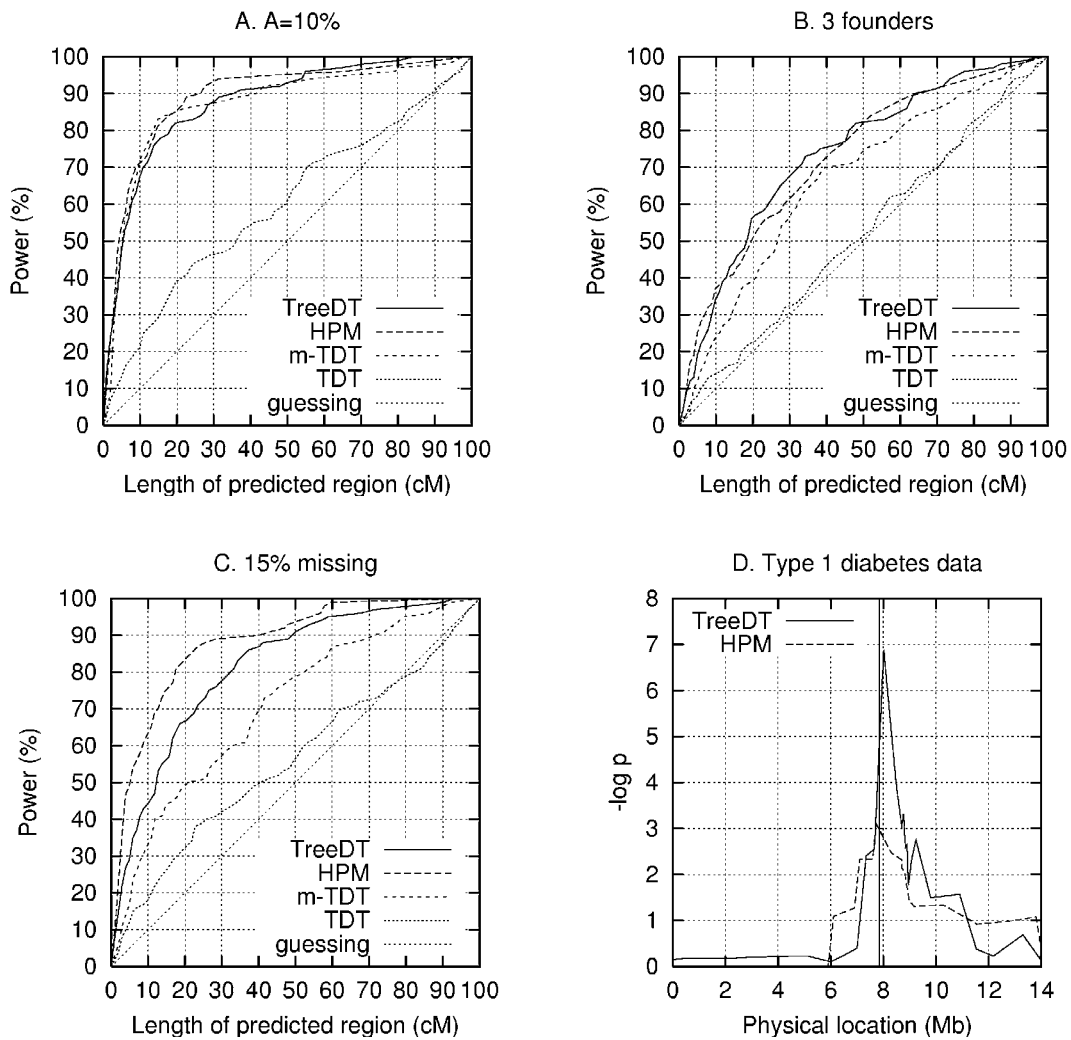 A. A=10%
Power (%)
100
90
80
70
60
50
40
30
20
10
0
TreeDT
HPM
m-TDT
TDT
guessing
0 10 20 30 40 50 60 70 80 90 100
Length of predicted region (cM)
B. 3 founders
Power (%)
100
90
80
70
60
50
40
30
20
10
0
TreeDT
HPM
m-TDT
TDT
guessing
0 10 20 30 40 50 60 70 80 90 100
Length of predicted region (cM)
C. 15% missing
Power (%)
100
90
80
70
60
50
40
30
20
10
0
TreeDT
HPM
m-TDT
TDT
guessing
0 10 20 30 40 50 60 70 80 90 100
Length of predicted region (cM)
D. Type 1 diabetes data
-log p
8
7
6
5
4
3
2
1
0
TreeDT
HPM
0 2 4 6 8 10 12 14
Physical location (Mb)